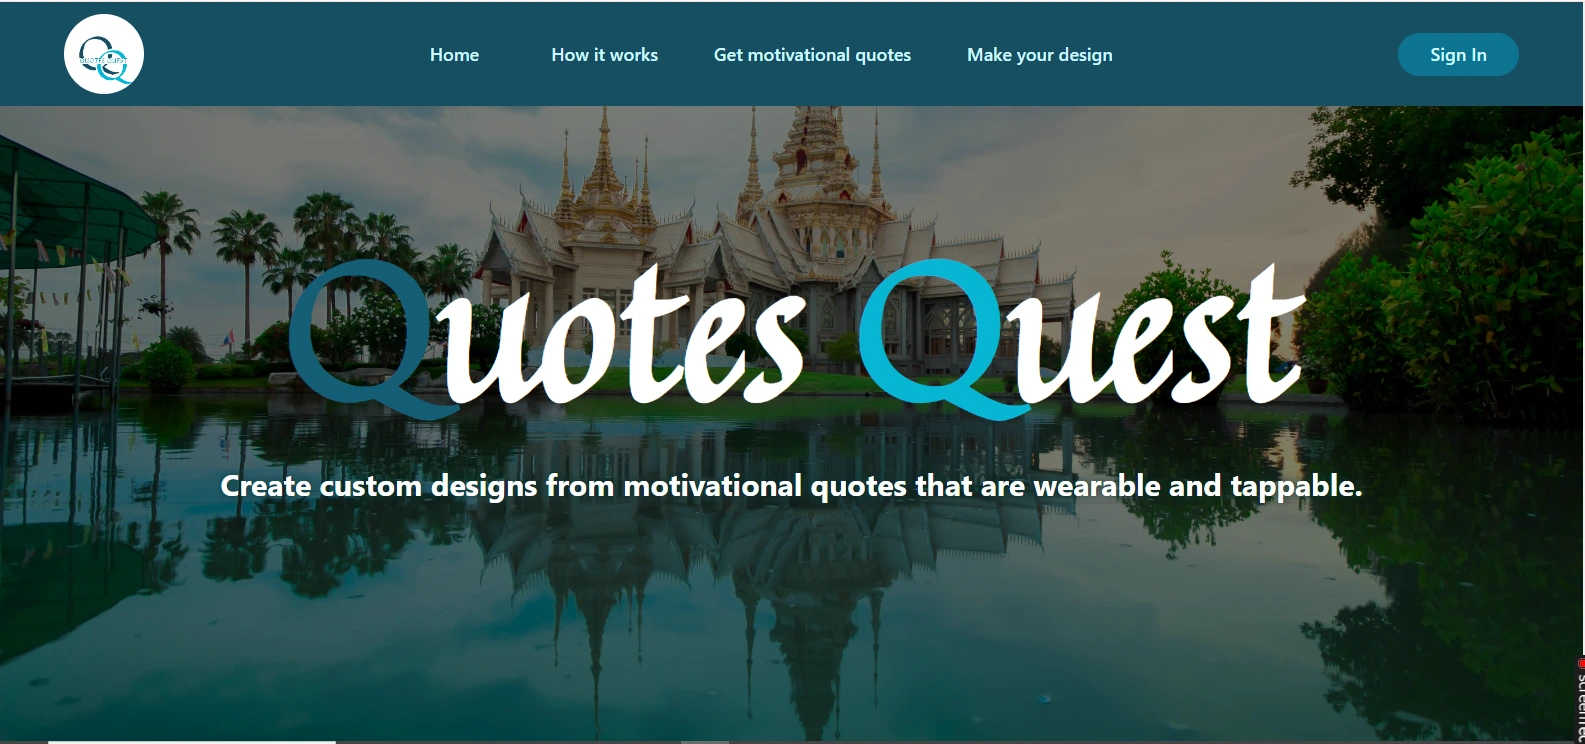 QUOTES QUEST
Home
How it works
Get motivational quotes
Make your design
Sign In
Quotes Quest
Create custom designs from motivational quotes that are wearable and tappable.